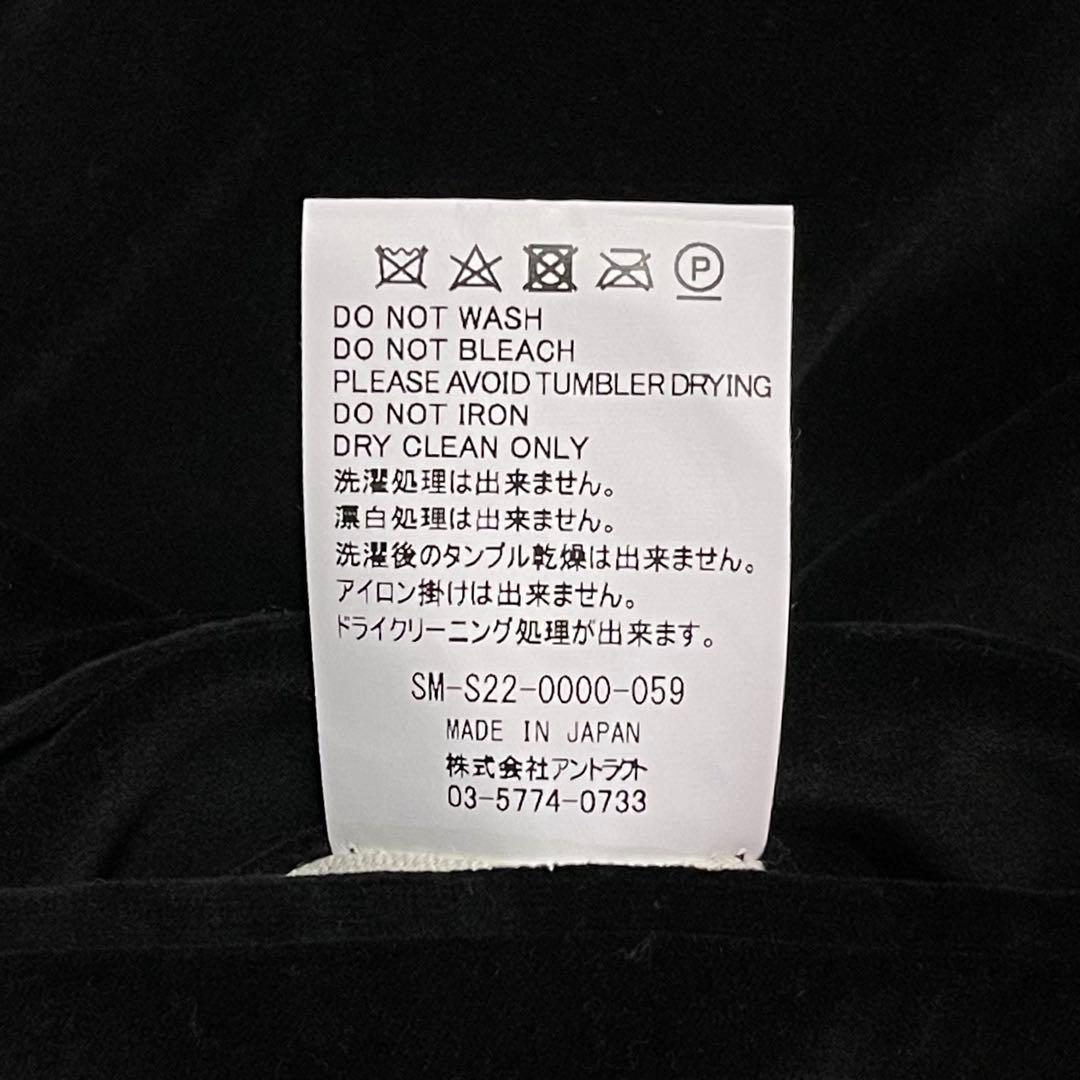 P
DO NOT WASH
DO NOT BLEACH
PLEASE AVOID TUMBLER DRYING
DO NOT IRON
DRY CLEAN ONLY
洗濯処理は出来ません。
漂白処理は出来ません。
洗濯後のタンブル乾燥は出来ません。
アイロン掛けは出来ません。
ドライクリーニング処理が出来ます。
SM-S22-0000-059
MADE IN JAPAN
株式会社アントラクト
03-5774-0733